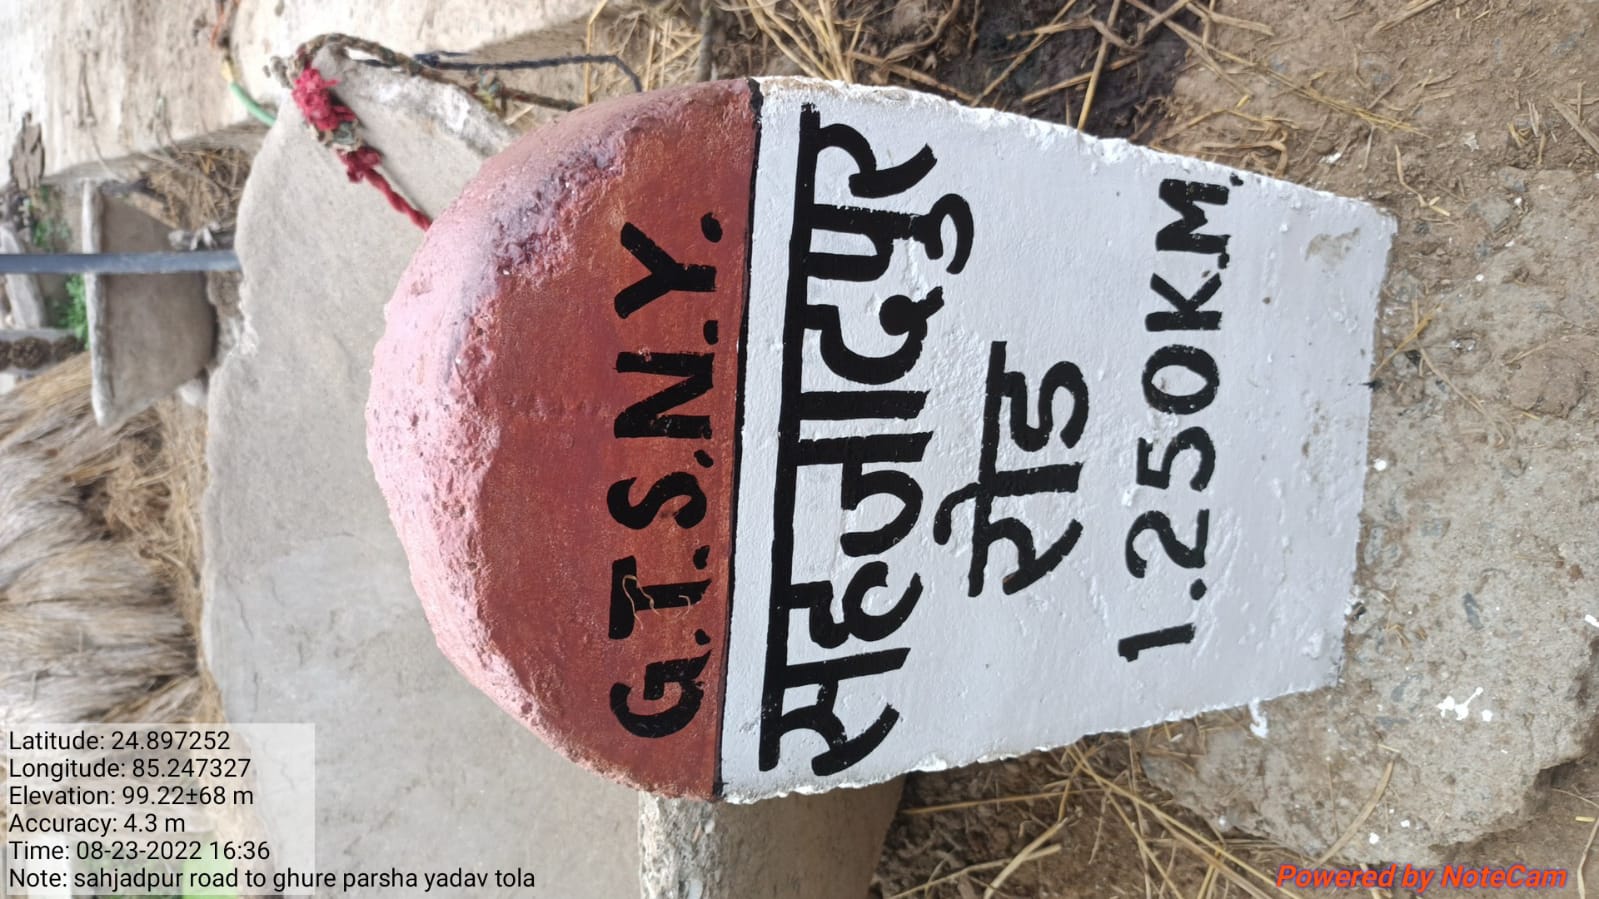 G.T.S.N.Y.
सहजादपुर
रोड
1.250K.M.
Latitude: 24.897252
Longitude: 85.247327
Elevation: 99.22±68 m
Accuracy: 4.3 m
Time: 08-23-2022 16:36
Note: sahjadpur road to ghure parsha yadav tola
Powered by NoteCam